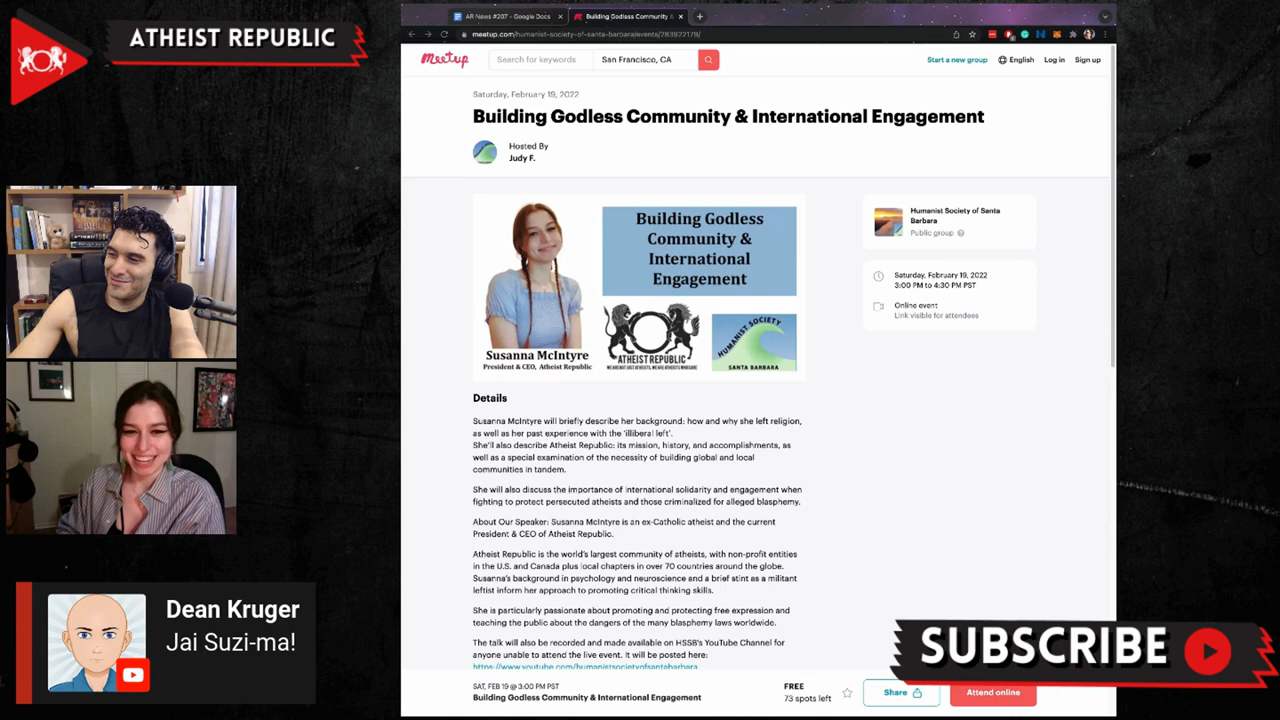 ATHEIST REPUBLIC
AR News #207 - Google Docs
Building Godless Community &
meetup.com/humanist-society-of-santa-barbara/events/283972179/
meetup
Search for keywords
San Francisco, CA
Start a new group
English
Log in
Sign up
Saturday, February 19, 2022
Building Godless Community & International Engagement
Hosted By
Judy F.
Building Godless
Community &
International
Engagement
Susanna McIntyre
President & CEO, Atheist Republic
ATHEIST REPUBLIC
WE ARE NOT JUST ATHEISTS, WE ARE ATHEISTS WHO CARE
HUMANIST SOCIETY
SANTA BARBARA
Humanist Society of Santa
Barbara
Public group
Saturday, February 19, 2022
3:00 PM to 4:30 PM PST
Online event
Link visible for attendees
Details
Susanna McIntyre will briefly describe her background: how and why she left religion,
as well as her past experience with the 'illiberal left'.
She'll also describe Atheist Republic: its mission, history, and accomplishments, as
well as a special examination of the necessity of building global and local
communities in tandem.
She will also discuss the importance of international solidarity and engagement when
fighting to protect persecuted atheists and those criminalized for alleged blasphemy.
About Our Speaker: Susanna McIntyre is an ex-Catholic atheist and the current
President & CEO of Atheist Republic.
Atheist Republic is the world's largest community of atheists, with non-profit entities
in the U.S. and Canada plus local chapters in over 70 countries around the globe.
Susanna's background in psychology and neuroscience and a brief stint as a militant
leftist inform her approach to promoting critical thinking skills.
She is particularly passionate about promoting and protecting free expression and
teaching the public about the dangers of the many blasphemy laws worldwide.
The talk will also be recorded and made available on HSSB's YouTube Channel for
anyone unable to attend the live event. It will be posted here:
https://www.youtube.com/humanistsocietyofsantabarbara
SAT, FEB 19 @ 3:00 PM PST
Building Godless Community & International Engagement
FREE
73 spots left
Share
Attend online
Dean Kruger
Jai Suzi-ma!
SUBSCRIBE